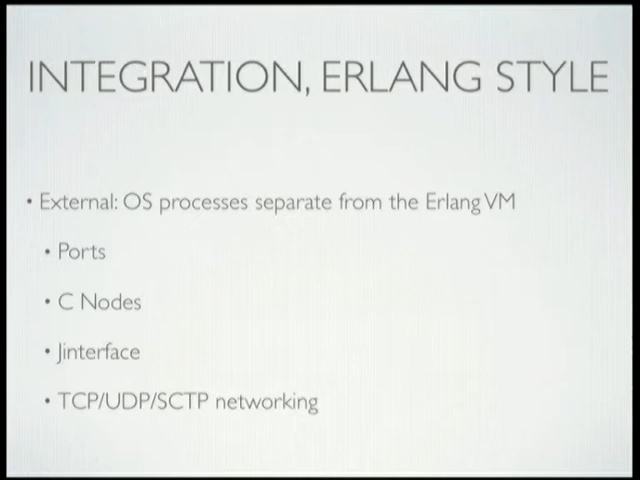 INTEGRATION, ERLANG STYLE
• External: OS processes separate from the Erlang VM
• Ports
• C Nodes
• Jinterface
• TCP/UDP/SCTP networking